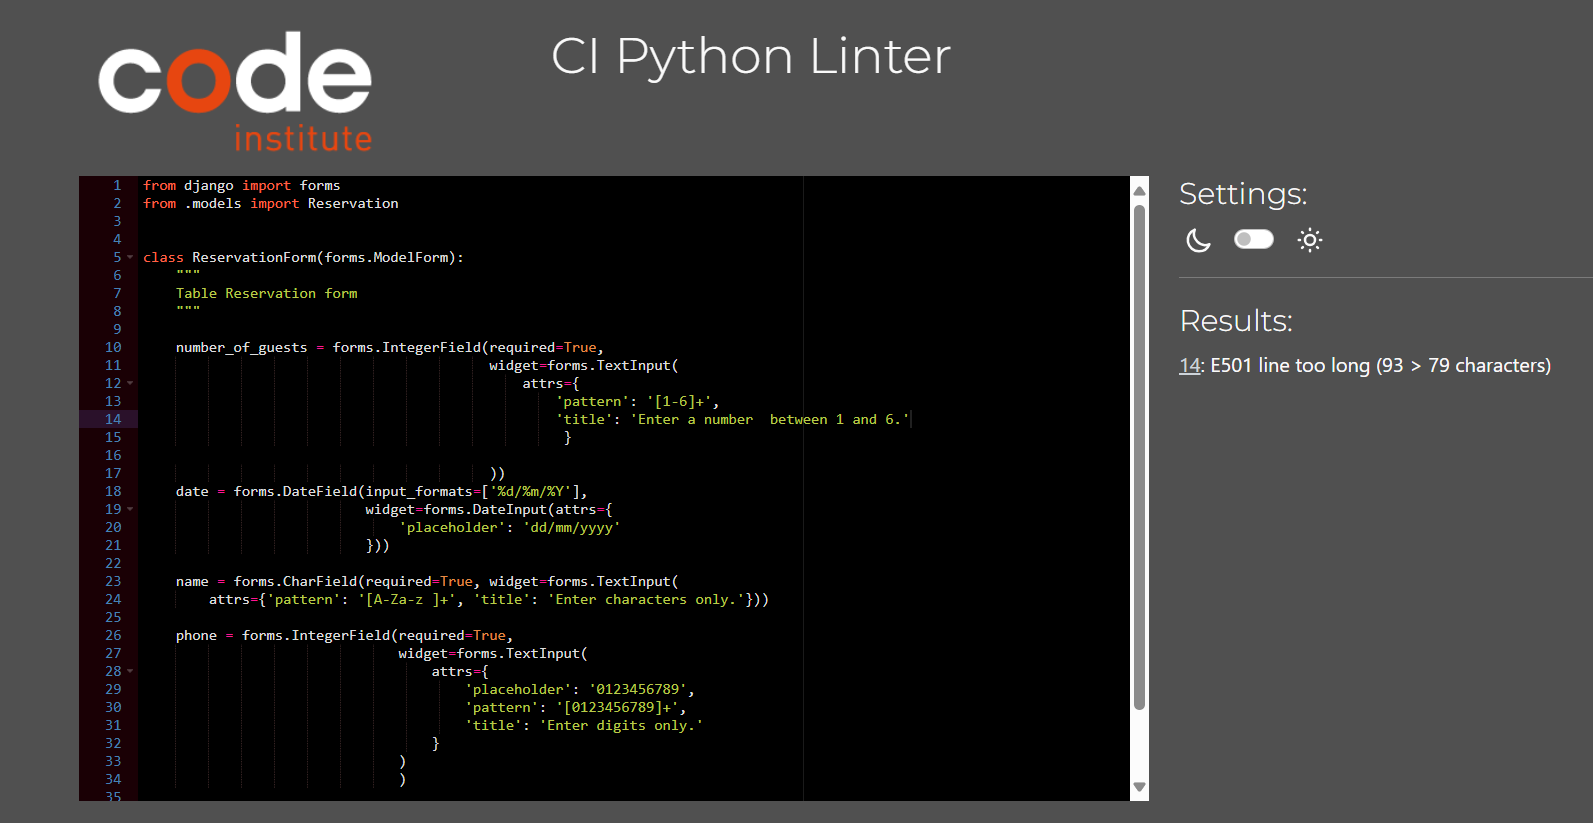 code
institute
CI Python Linter
1 from django import forms
2 from .models import Reservation
3
4
5 class ReservationForm(forms.ModelForm):
6     """
7     Table Reservation form
8     """
9
10     number_of_guests = forms.IntegerField(required=True,
11                                           widget=forms.TextInput(
12                                               attrs={
13                                                   'pattern': '[1-6]+',
14                                                   'title': 'Enter a number  between 1 and 6.'
15                                                    }
16
17                                           ))
18     date = forms.DateField(input_formats=['%d/%m/%Y'],
19                            widget=forms.DateInput(attrs={
20                                'placeholder': 'dd/mm/yyyy'
21                            }))
22
23     name = forms.CharField(required=True, widget=forms.TextInput(
24         attrs={'pattern': '[A-Za-z ]+', 'title': 'Enter characters only.'}))
25
26     phone = forms.IntegerField(required=True,
27                                widget=forms.TextInput(
28                                    attrs={
29                                        'placeholder': '0123456789',
30                                        'pattern': '[0123456789]+',
31                                        'title': 'Enter digits only.'
32                                    }
33                                )
34                                )
35
Settings:
Results:
14: E501 line too long (93 > 79 characters)